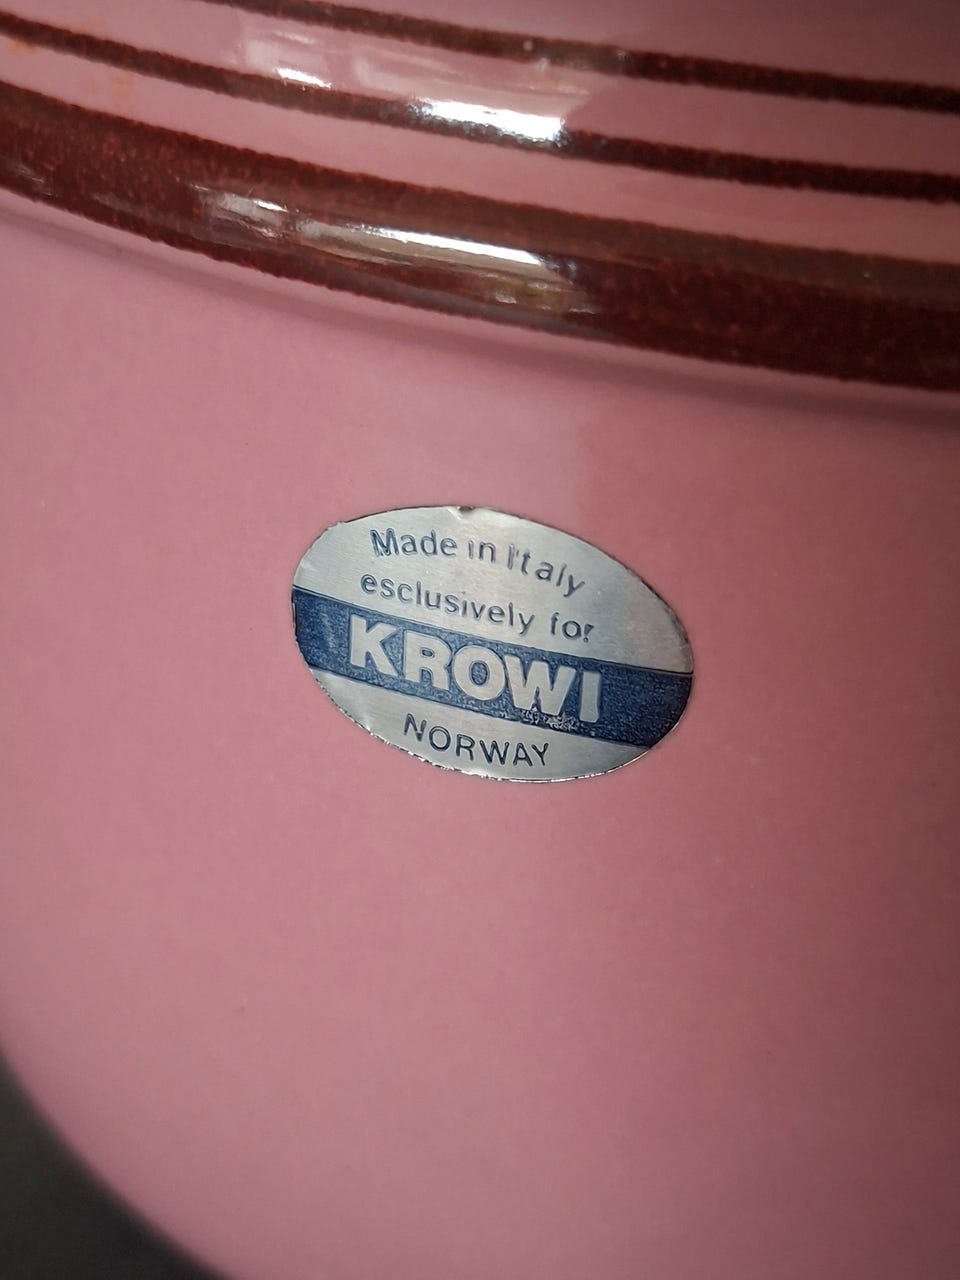 Made in Italy
esclusively for
KROWI
NORWAY